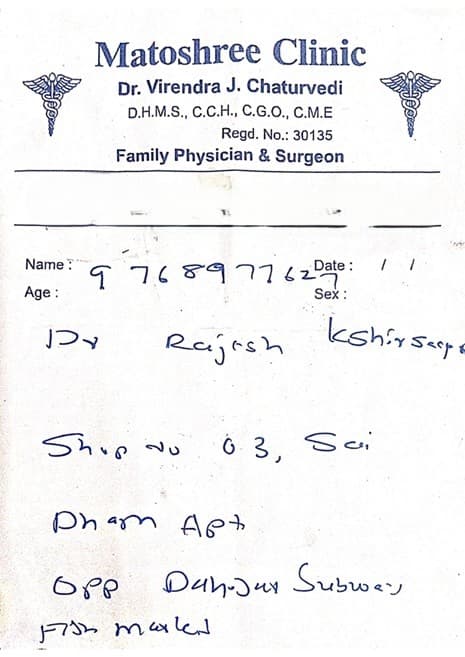 Matoshree Clinic
Dr. Virendra J. Chaturvedi
D.H.M.S., C.C.H., C.G.O., C.M.E
Regd. No.: 30135
Family Physician & Surgeon
Name : 9768977627 Date : / /
Age : Sex :
Dr Rajesh Kshirsagar
Shop No 03, Sai
Dham Apt
Opp Dahisar Subway
Fish market